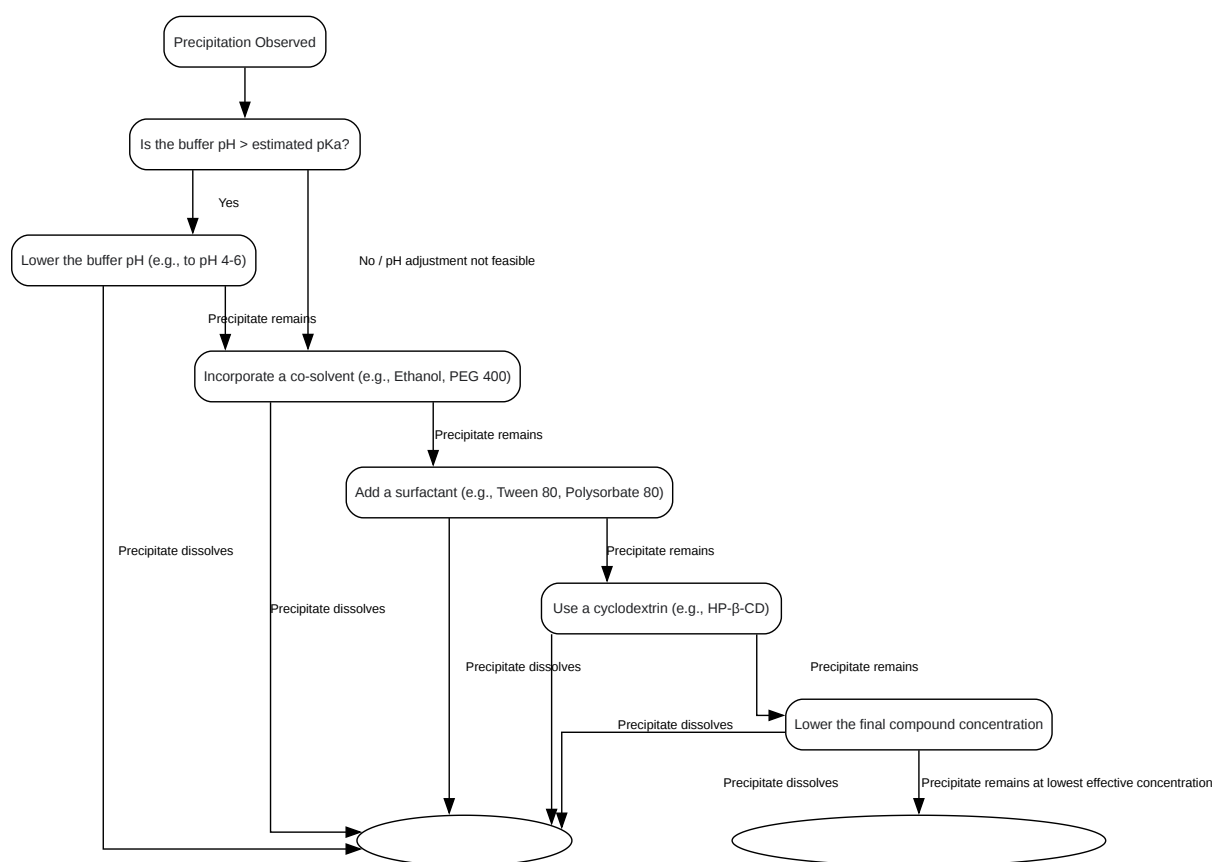 Precipitation Observed
Is the buffer pH > estimated pKa?
Yes
Lower the buffer pH (e.g., to pH 4-6)
No / pH adjustment not feasible
Precipitate remains
Incorporate a co-solvent (e.g., Ethanol, PEG 400)
Precipitate remains
Add a surfactant (e.g., Tween 80, Polysorbate 80)
Precipitate dissolves
Precipitate remains
Use a cyclodextrin (e.g., HP-β-CD)
Precipitate dissolves
Precipitate dissolves
Precipitate remains
Precipitate dissolves
Lower the final compound concentration
Precipitate dissolves
Precipitate remains at lowest effective concentration